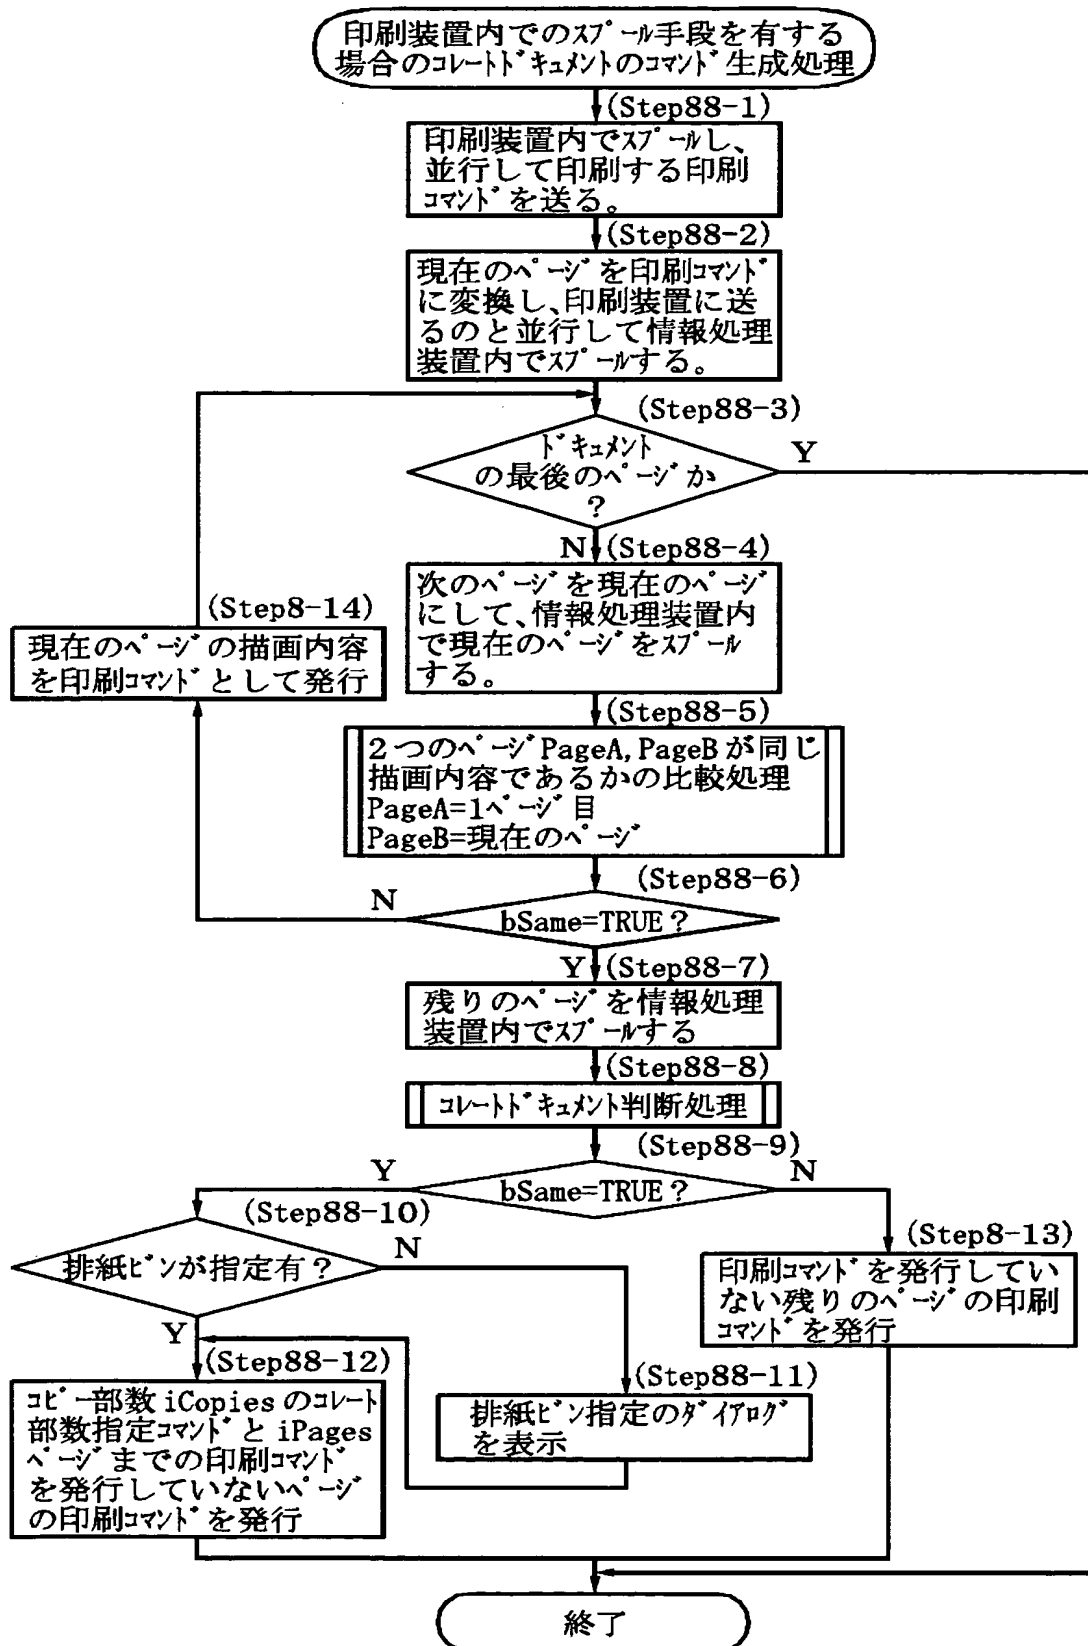 印刷装置内でのスプール手段を有する
場合のコレートドキュメントのコマンド生成処理
(Step88-1)
印刷装置内でスプールし、
並行して印刷する印刷
コマンドを送る。
(Step88-2)
現在のページを印刷コマンド
に変換し、印刷装置に送
るのと並行して情報処理
装置内でスプールする。
(Step88-3)
ドキュメント
の最後のページか
?
Y
N
(Step88-4)
次のページを現在のページ
にして、情報処理装置内
で現在のページをスプール
する。
(Step8-14)
現在のページの描画内容
を印刷コマンドとして発行
(Step88-5)
2つのページPageA,PageBが同じ
描画内容であるかの比較処理
PageA=1ページ目
PageB=現在のページ
(Step88-6)
N
bSame=TRUE?
Y
(Step88-7)
残りのページを情報処理
装置内でスプールする
(Step88-8)
コレートドキュメント判断処理
(Step88-9)
Y
bSame=TRUE?
N
(Step88-10)
排紙ビンが指定有?
N
Y
(Step8-13)
印刷コマンドを発行してい
ない残りのページの印刷
コマンドを発行
(Step88-12)
コピー部数iCopiesのコレート
部数指定コマンドとiPages
ページまでの印刷コマンド
を発行していないページ
の印刷コマンドを発行
(Step88-11)
排紙ビン指定のダイアログ
を表示
終了